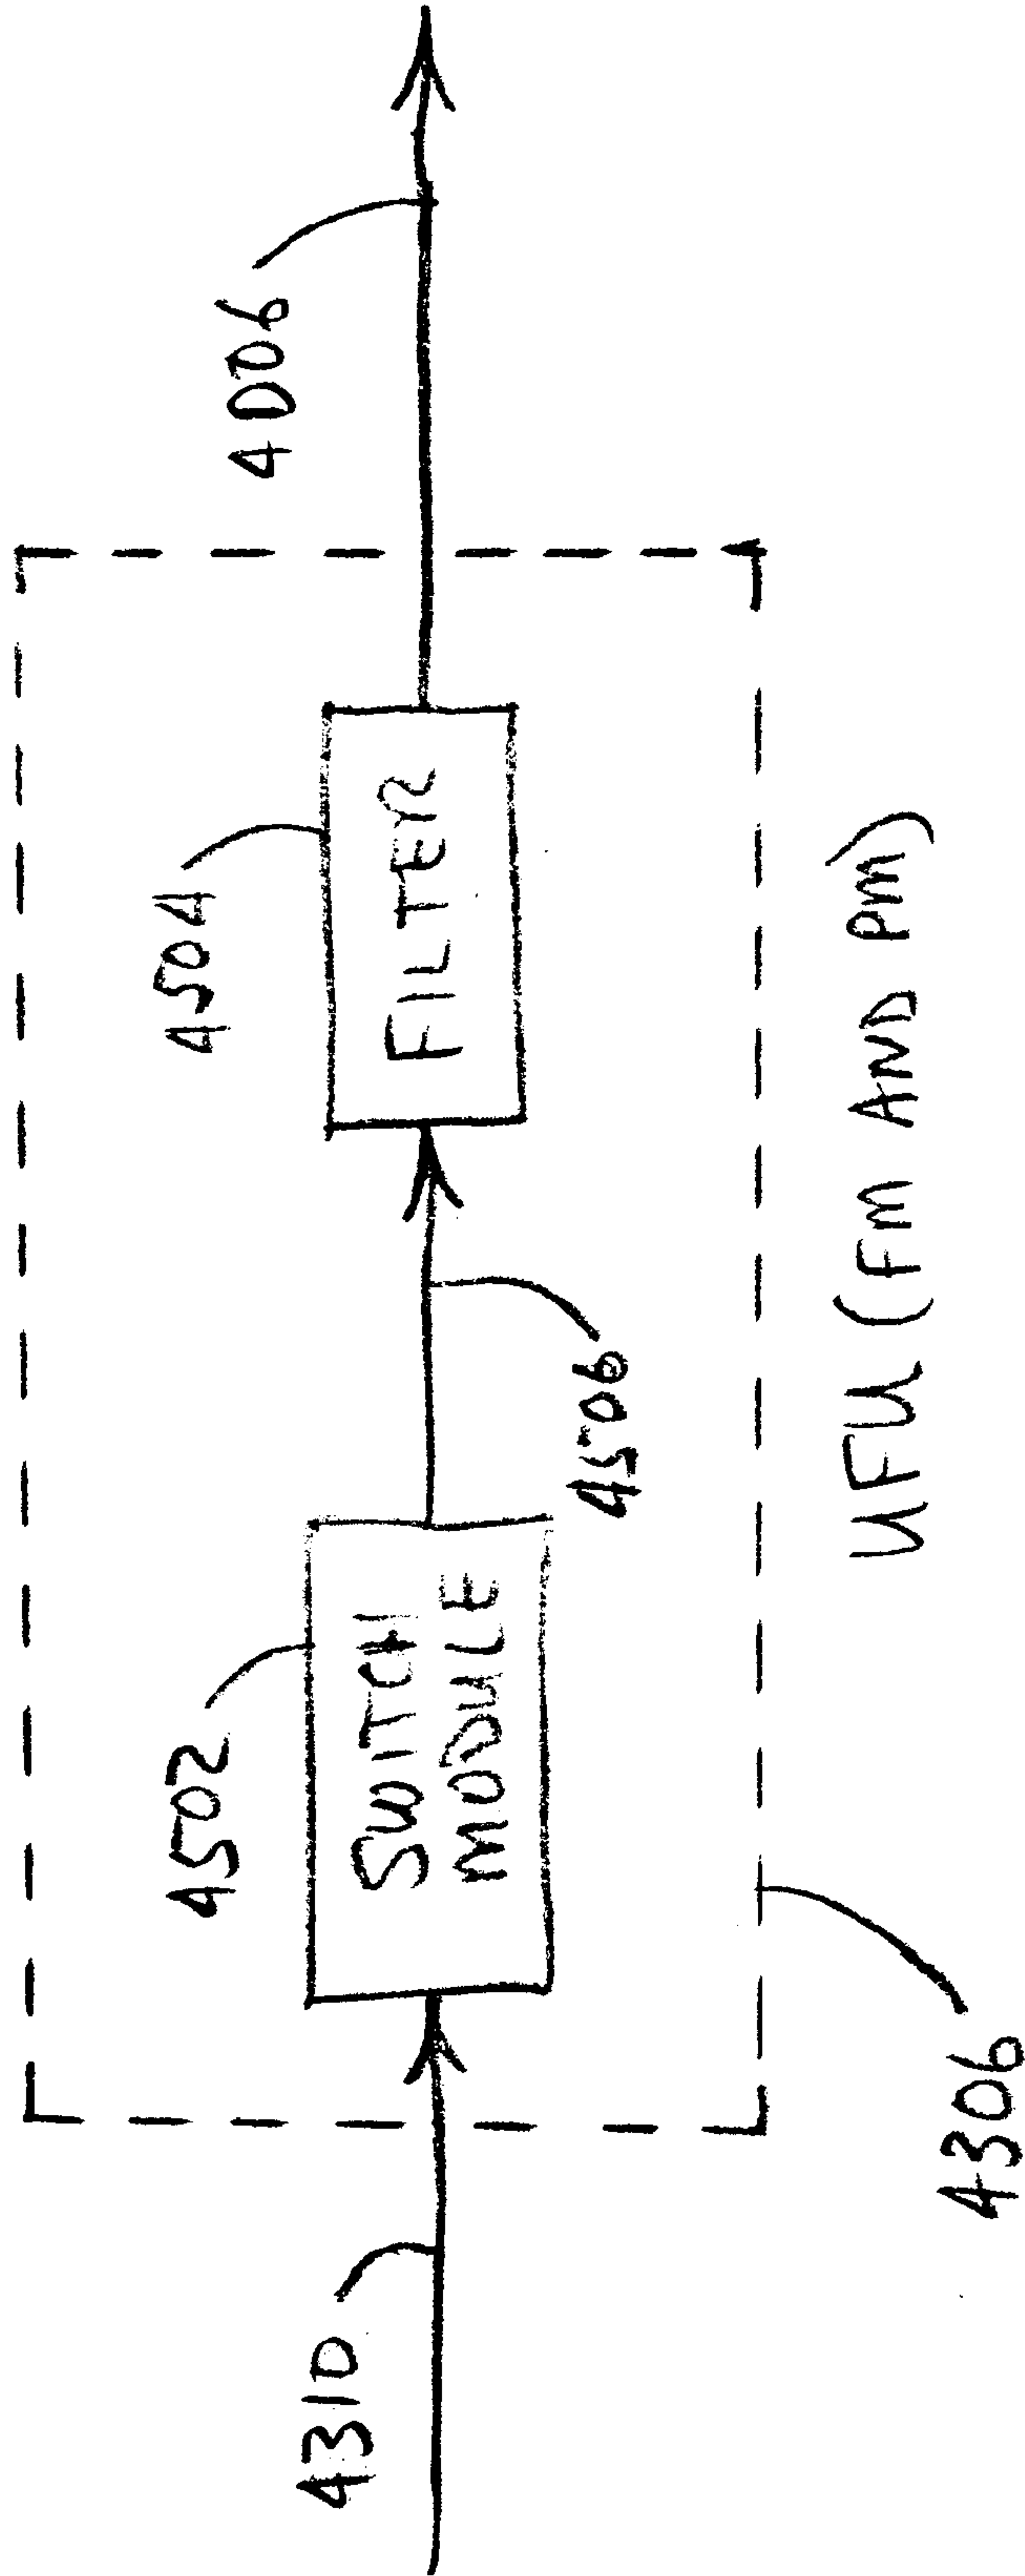 4310
4502
SWITCH
MODULE
4506
4504
FILTER
4006
4306
UFU (FM AND PM)